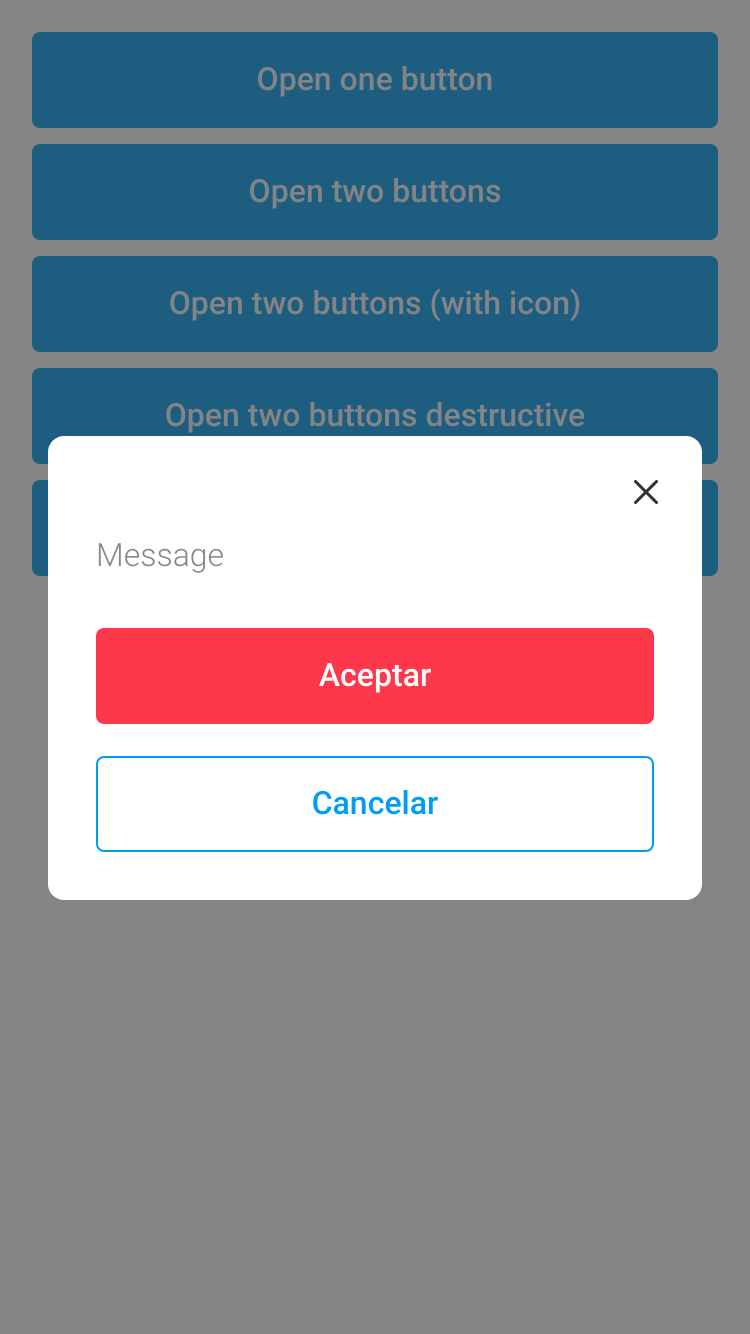 Open one button
Open two buttons
Open two buttons (with icon)
Open two buttons destructive
Message
Aceptar
Cancelar